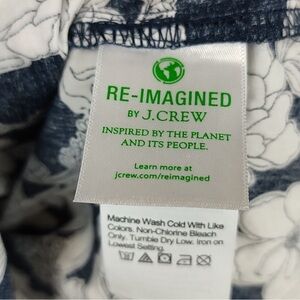 RE-IMAGINED
BY J.CREW
INSPIRED BY THE PLANET
AND ITS PEOPLE.
Learn more at
jcrew.com/reimagined
Machine Wash Cold With Like
Colors. Non-Chlorine Bleach
Only. Tumble Dry Low. Iron on
Lowest Setting.